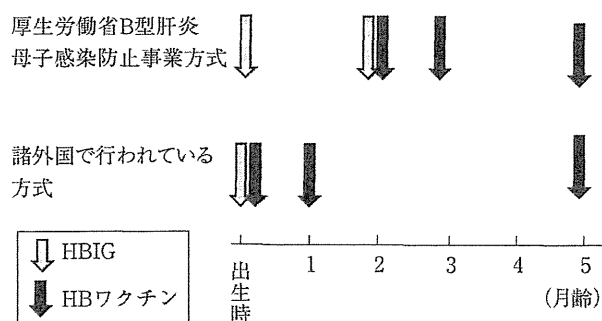 厚生労働省B型肝炎
母子感染防止事業方式
諸外国で行われている
方式
HBIG
HBワクチン
出生時
1 2 3 4 5
(月齢)